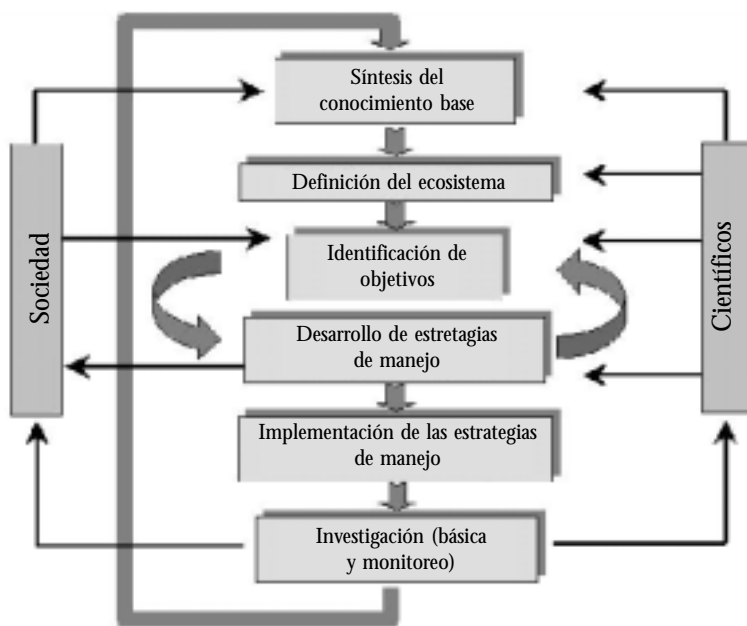 Síntesis del
conocimiento base
Definición del ecosistema
Identificación de
objetivos
Desarrollo de estretagias
de manejo
Implementación de las estrategias
de manejo
Investigación (básica
y monitoreo)
Sociedad
Científicos